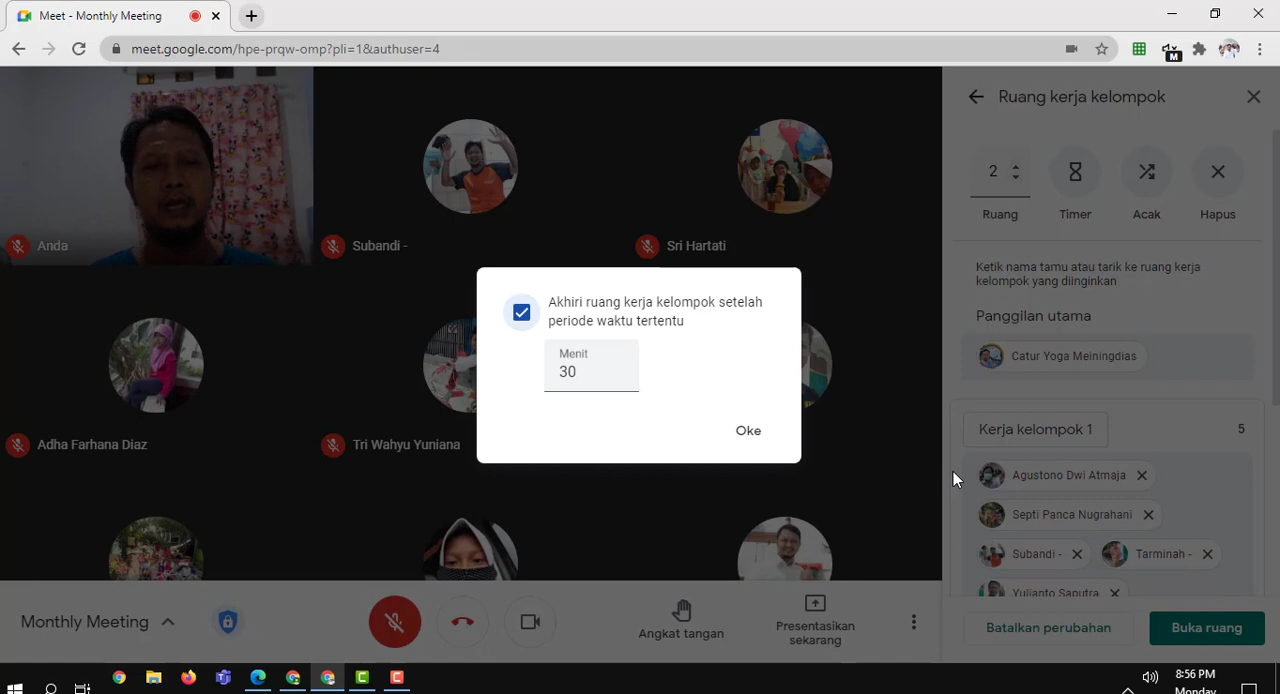 Meet - Monthly Meeting
meet.google.com/hpe-prqw-omp?pli=1&authuser=4
M
Anda
Subandi -
Sri Hartati
Adha Farhana Diaz
Tri Wahyu Yuniana
Akhiri ruang kerja kelompok setelah
periode waktu tertentu
Menit
30
Oke
Ruang kerja kelompok
2
Ruang
Timer
Acak
Hapus
Ketik nama tamu atau tarik ke ruang kerja
kelompok yang diinginkan
Panggilan utama
Catur Yoga Meiningdias
Kerja kelompok 1
5
Agustono Dwi Atmaja
Septi Panca Nugrahani
Subandi -
Tarminah -
Yulianto Saputra
Batalkan perubahan
Buka ruang
Monthly Meeting
Angkat tangan
Presentasikan
sekarang
8:56 PM
Monday